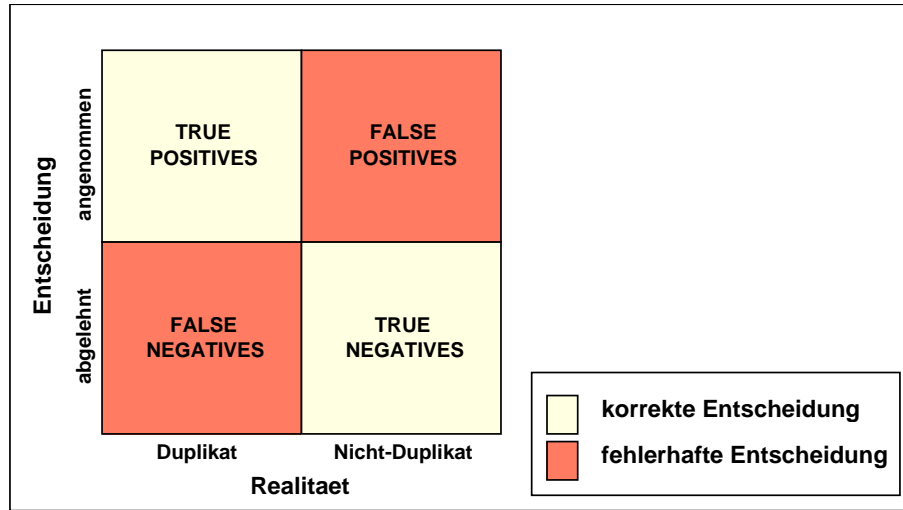 Entscheidung
angenommen
abgelehnt
TRUE
POSITIVES
FALSE
POSITIVES
FALSE
NEGATIVES
TRUE
NEGATIVES
Duplikat
Nicht-Duplikat
Realitaet
korrekte Entscheidung
fehlerhafte Entscheidung